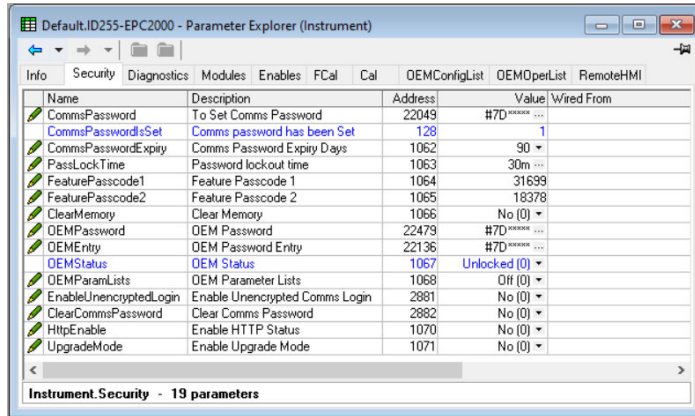 Default.ID255-EPC2000 - Parameter Explorer (Instrument)
Info Security Diagnostics Modules Enables FCal Cal OEMConfigList OEMOperList RemoteHMI
Name Description Address Value Wired From
CommsPassword To Set Comms Password 22049 #7D***** ...
CommsPasswordIsSet Comms password has been Set 128 1
CommsPasswordExpiry Comms Password Expiry Days 1062 90
PassLockTime Password lockout time 1063 30m ...
FeaturePasscode1 Feature Passcode 1 1064 31699
FeaturePasscode2 Feature Passcode 2 1065 18378
ClearMemory Clear Memory 1066 No (0)
OEMPassword OEM Password 22479 #7D***** ...
OEMEntry OEM Password Entry 22136 #7D***** ...
OEMStatus OEM Status 1067 Unlocked (0)
OEMParamLists OEM Parameter Lists 1068 Off (0)
EnableUnencryptedLogin Enable Unencrypted Comms Login 2881 No (0)
ClearCommsPassword Clear Comms Password 2882 No (0)
HttpEnable Enable HTTP Status 1070 No (0)
UpgradeMode Enable Upgrade Mode 1071 No (0)
Instrument.Security - 19 parameters